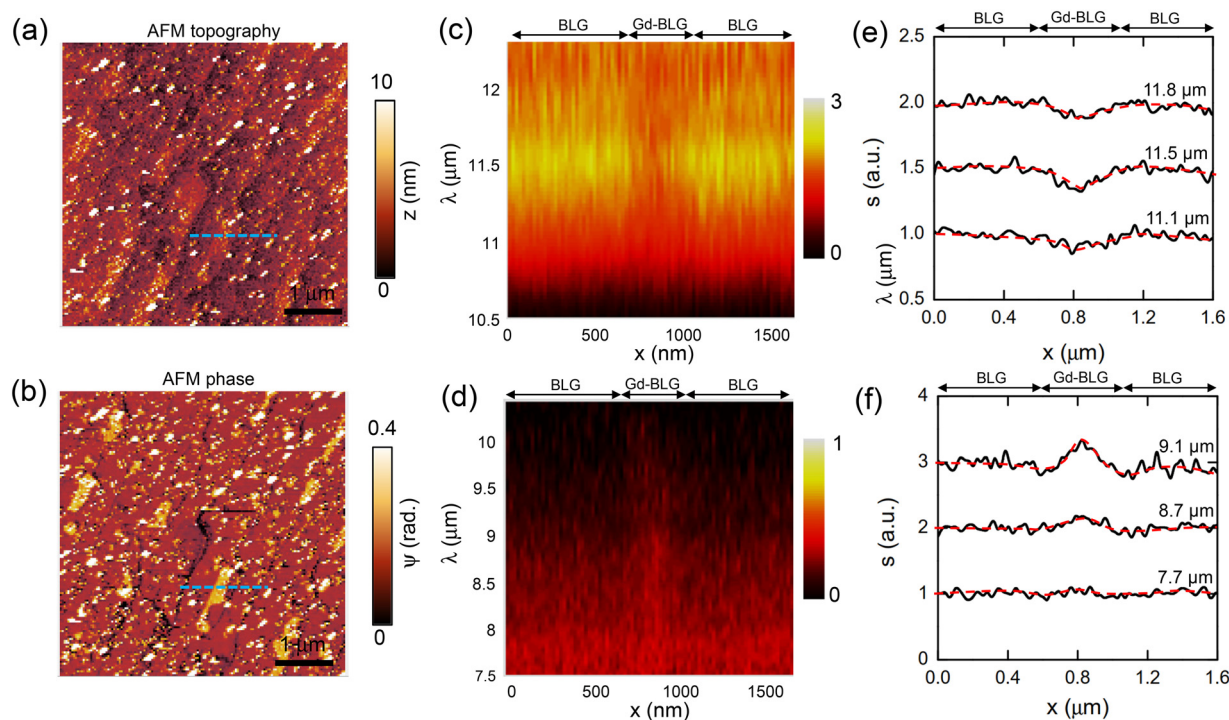 (a)
AFM topography
10
z (nm)
0
1 μm
(b)
AFM phase
0.4
ψ (rad.)
0
1 μm
(c)
BLG Gd-BLG BLG
λ (μm)
12
11.5
11
10.5
0 500 1000 1500
x (nm)
3
0
(d)
BLG Gd-BLG BLG
λ (μm)
10
9.5
9
8.5
8
7.5
0 500 1000 1500
x (nm)
1
0
(e)
BLG Gd-BLG BLG
λ (μm) s (a.u.)
2.5
2.0
1.5
1.0
0.5
11.8 μm
11.5 μm
11.1 μm
0.0 0.4 0.8 1.2 1.6
x (μm)
(f)
BLG Gd-BLG BLG
s (a.u.)
4
3
2
1
0
9.1 μm
8.7 μm
7.7 μm
0.0 0.4 0.8 1.2 1.6
x (μm)